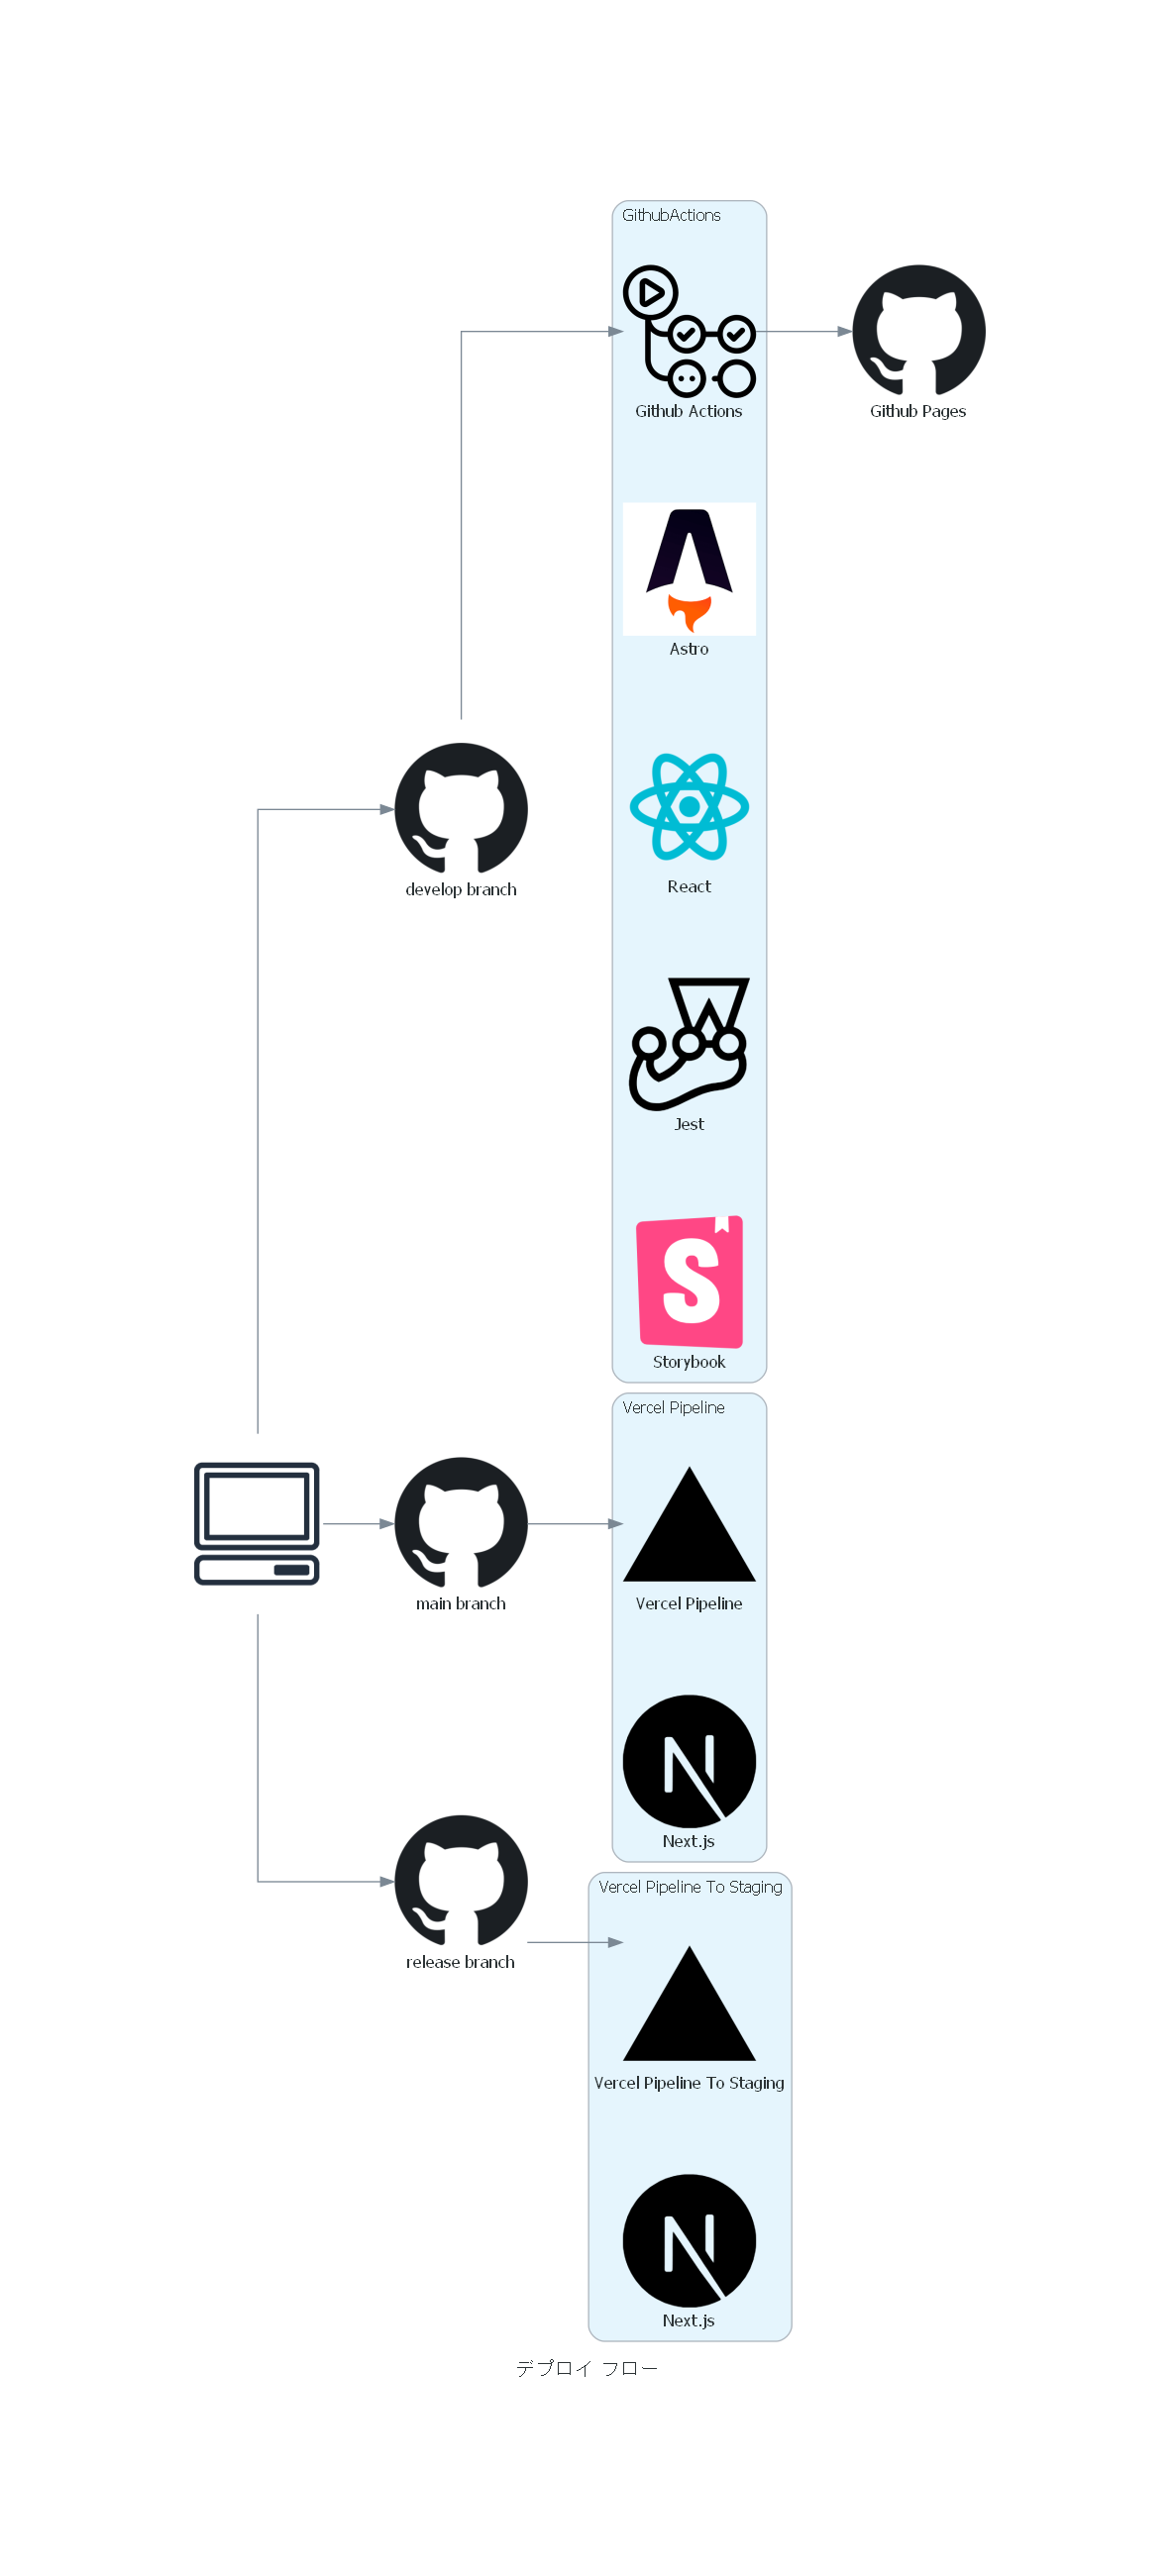 GithubActions
Github Actions
Github Pages
Astro
develop branch
React
Jest
Storybook
Vercel Pipeline
main branch
Vercel Pipeline
Next.js
Vercel Pipeline To Staging
release branch
Vercel Pipeline To Staging
Next.js
デプロイ フロー